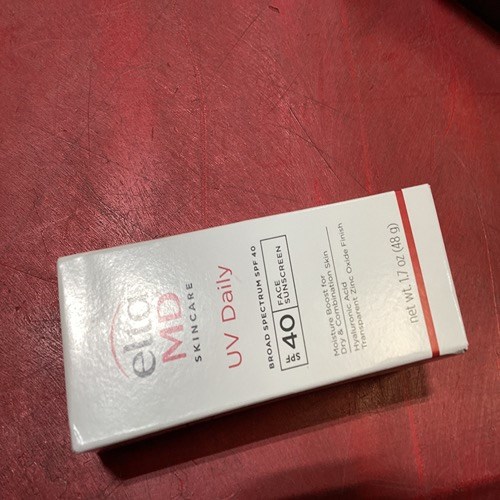 elta
MD
SKINCARE
UV Daily
BROAD SPECTRUM SPF 40
SPF 40 FACE
SUNSCREEN
Moisture Boost for
Dry & Combination Skin
Hyaluronic Acid
Transparent Zinc Oxide Finish
net wt. 1.7 oz (48 g)